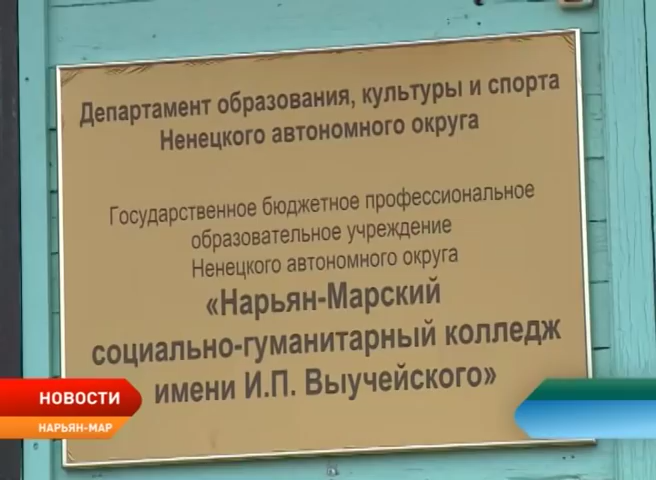 Департамент образования, культуры и спорта
Ненецкого автономного округа
Государственное бюджетное профессиональное
образовательное учреждение
Ненецкого автономного округа
«Нарьян-Марский
социально-гуманитарный колледж
имени И.П. Выучейского»
НОВОСТИ
НАРЬЯН-МАР